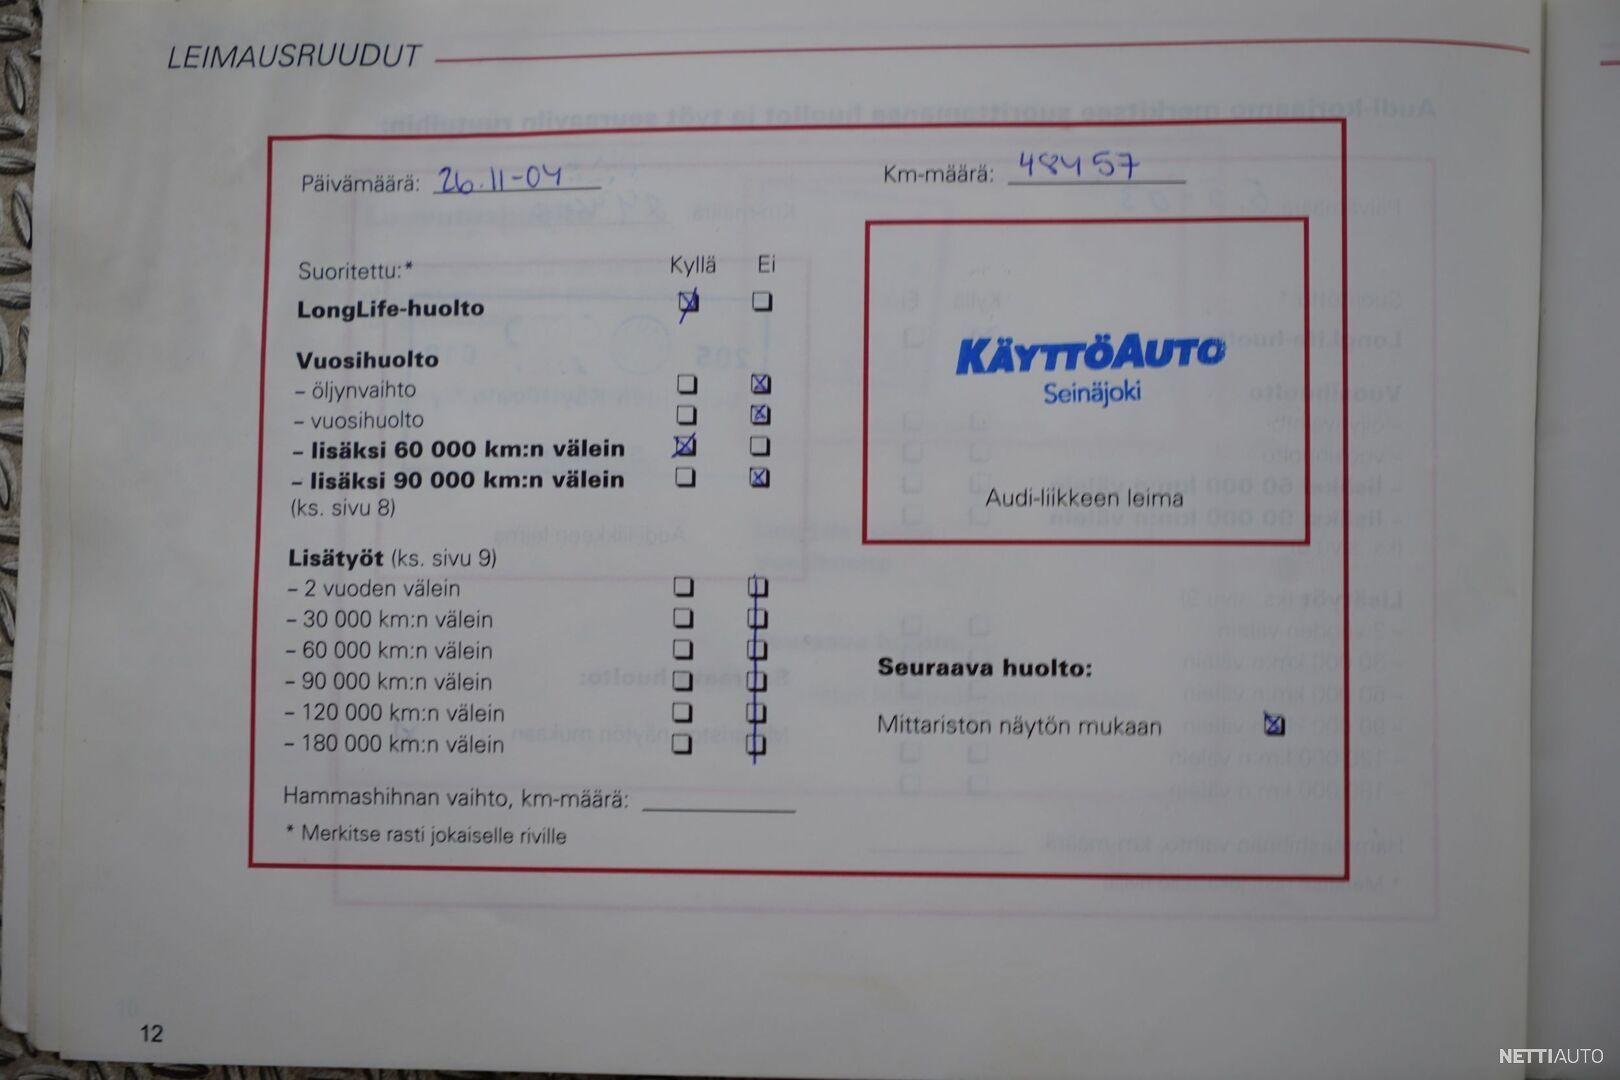 LEIMAUSRUUDUT
Päivämäärä: 26.11-04
Km-määrä: 48457
Suoritettu:* Kyllä Ei
LongLife-huolto
Vuosihuolto
– öljynvaihto
– vuosihuolto
– lisäksi 60 000 km:n välein
– lisäksi 90 000 km:n välein
(ks. sivu 8)
KÄYTTÖAUTO
Seinäjoki
Audi-liikkeen leima
Lisätyöt (ks. sivu 9)
– 2 vuoden välein
– 30 000 km:n välein
– 60 000 km:n välein
– 90 000 km:n välein
– 120 000 km:n välein
– 180 000 km:n välein
Seuraava huolto:
Mittariston näytön mukaan
Hammashihnan vaihto, km-määrä:
* Merkitse rasti jokaiselle riville
12
NETTIAUTO